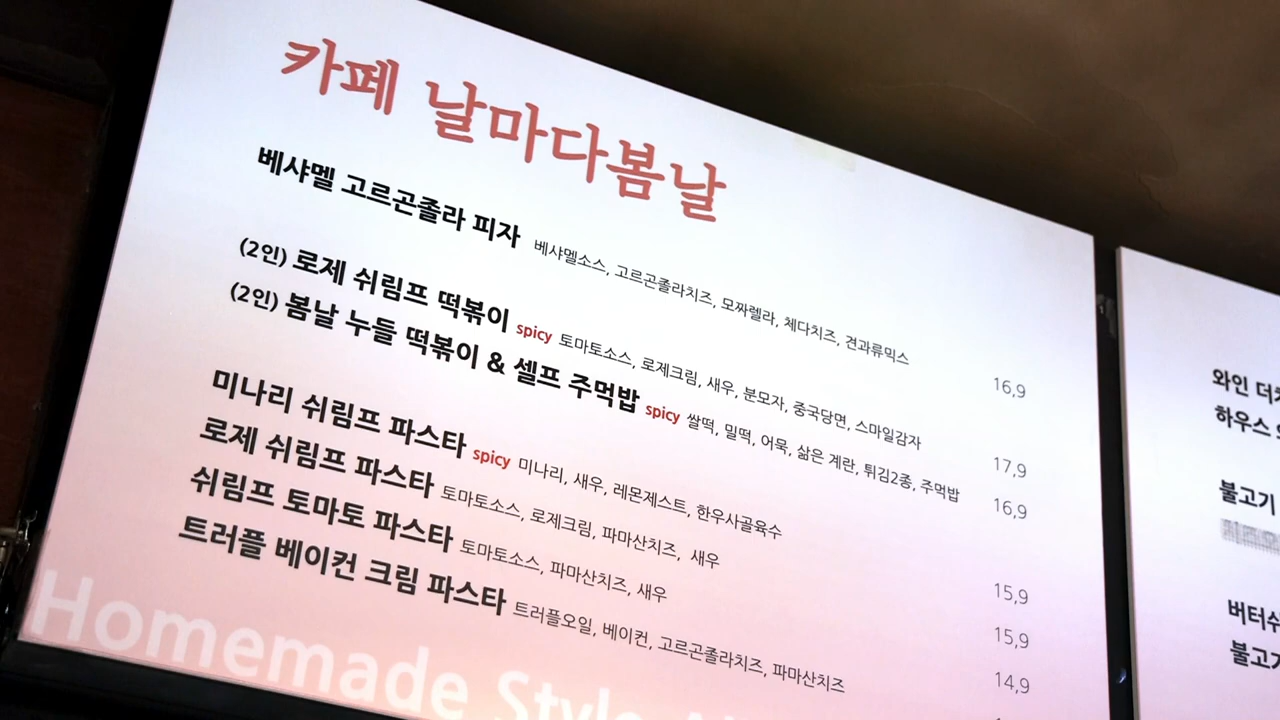 카페 날마다봄날
베샤멜 고르곤졸라 피자 베샤멜소스, 고르곤졸라치즈, 모짜렐라, 체다치즈, 견과류믹스 16,9
(2인) 로제 쉬림프 떡볶이 spicy 토마토소스, 로제크림, 새우, 분모자, 중국당면, 스마일감자 17,9
(2인) 봄날 누들 떡볶이 & 셀프 주먹밥 spicy 쌀떡, 밀떡, 어묵, 삶은 계란, 튀김2종, 주먹밥 16,9
미나리 쉬림프 파스타 spicy 미나리, 새우, 레몬제스트, 한우사골육수 15,9
로제 쉬림프 파스타 토마토소스, 로제크림, 파마산치즈, 새우 15,9
쉬림프 토마토 파스타 토마토소스, 파마산치즈, 새우 14,9
트러플 베이컨 크림 파스타 트러플오일, 베이컨, 고르곤졸라치즈, 파마산치즈
Homemade Style
와인
하우스
불고기